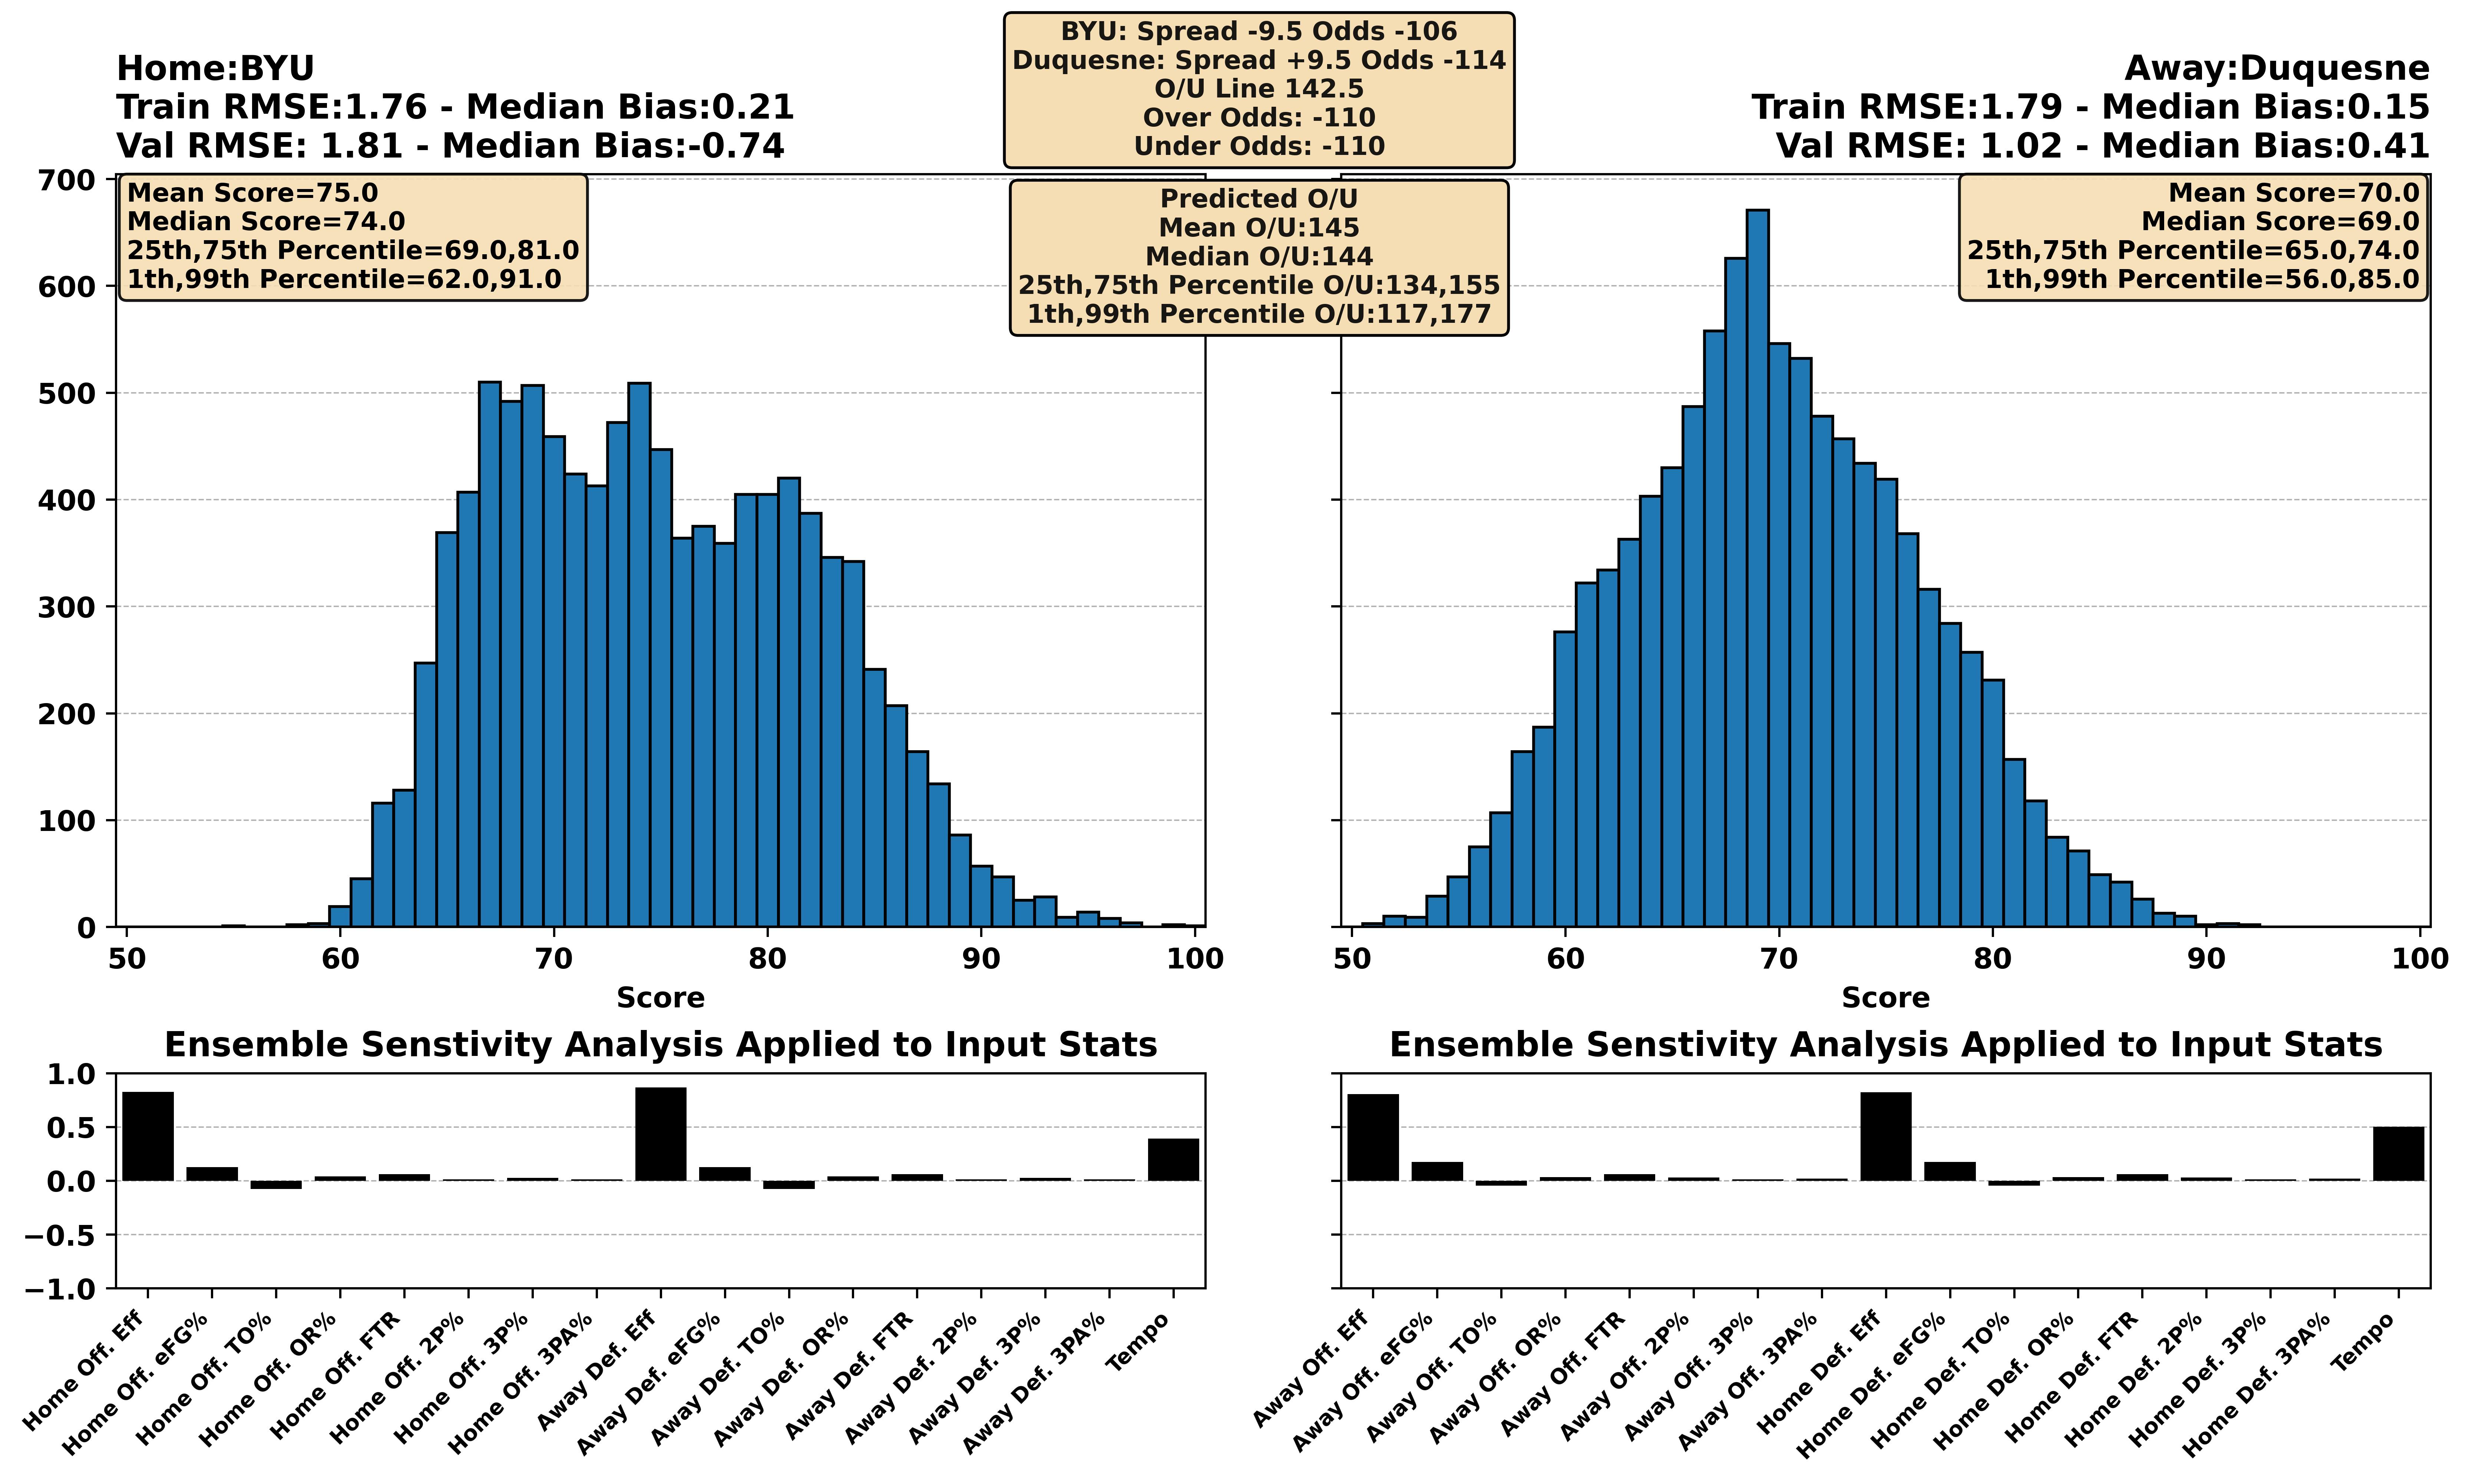 BYU: Spread -9.5 Odds -106
Duquesne: Spread +9.5 Odds -114
O/U Line 142.5
Over Odds: -110
Under Odds: -110
Home:BYU
Train RMSE:1.76 - Median Bias:0.21
Val RMSE: 1.81 - Median Bias:-0.74
Away:Duquesne
Train RMSE:1.79 - Median Bias:0.15
Val RMSE: 1.02 - Median Bias:0.41
Mean Score=75.0
Median Score=74.0
25th,75th Percentile=69.0,81.0
1th,99th Percentile=62.0,91.0
Predicted O/U
Mean O/U:145
Median O/U:144
25th,75th Percentile O/U:134,155
1th,99th Percentile O/U:117,177
Mean Score=70.0
Median Score=69.0
25th,75th Percentile=65.0,74.0
1th,99th Percentile=56.0,85.0
700
600
500
400
300
200
100
0
50 60 70 80 90 100
Score
50 60 70 80 90 100
Score
Ensemble Senstivity Analysis Applied to Input Stats
1.0
0.5
0.0
−0.5
−1.0
Home Off. Eff
Home Off. eFG%
Home Off. TO%
Home Off. OR%
Home Off. FTR
Home Off. 2P%
Home Off. 3P%
Home Off. 3PA%
Away Def. Eff
Away Def. eFG%
Away Def. TO%
Away Def. OR%
Away Def. FTR
Away Def. 2P%
Away Def. 3P%
Away Def. 3PA%
Tempo
Ensemble Senstivity Analysis Applied to Input Stats
Away Off. Eff
Away Off. eFG%
Away Off. TO%
Away Off. OR%
Away Off. FTR
Away Off. 2P%
Away Off. 3P%
Away Off. 3PA%
Home Def. Eff
Home Def. eFG%
Home Def. TO%
Home Def. OR%
Home Def. FTR
Home Def. 2P%
Home Def. 3P%
Home Def. 3PA%
Tempo